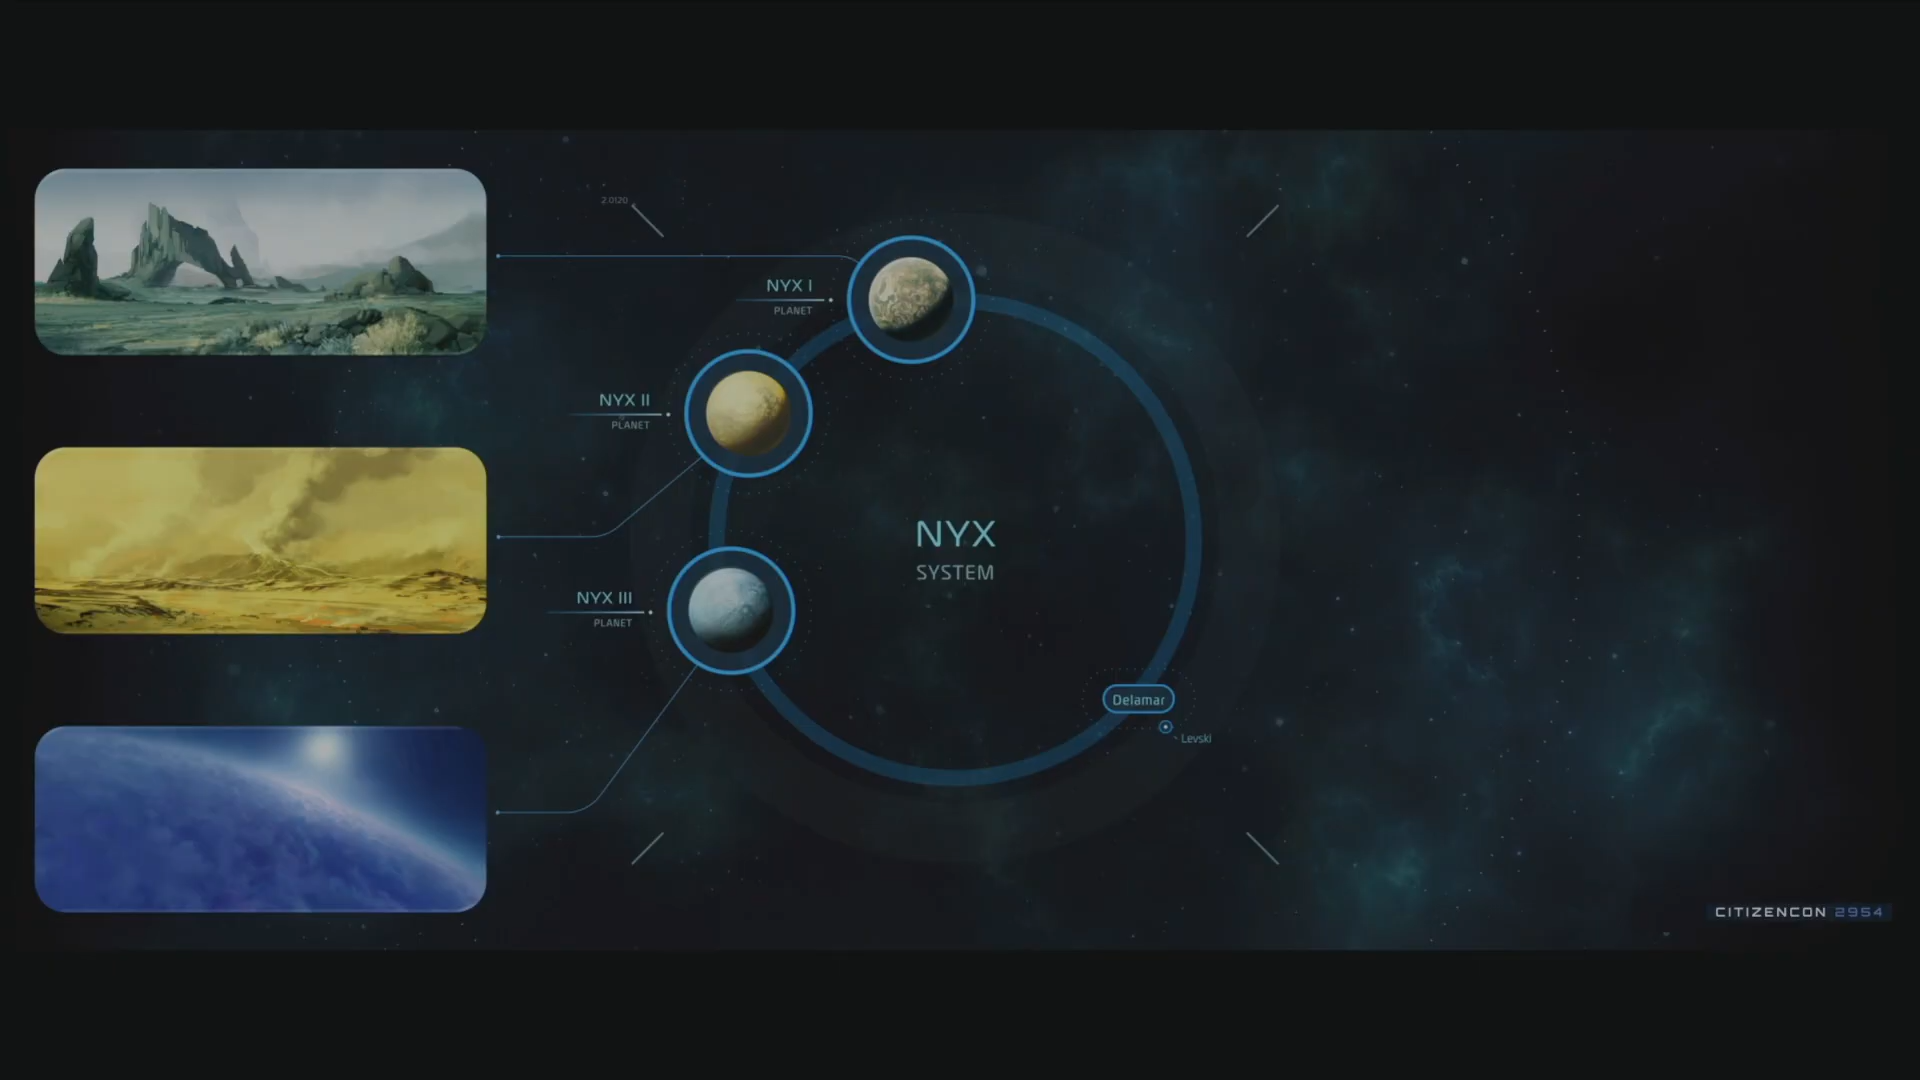 2.0120
NYX I
PLANET
NYX II
PLANET
NYX
SYSTEM
NYX III
PLANET
Delamar
Levski
CITIZENCON 2954